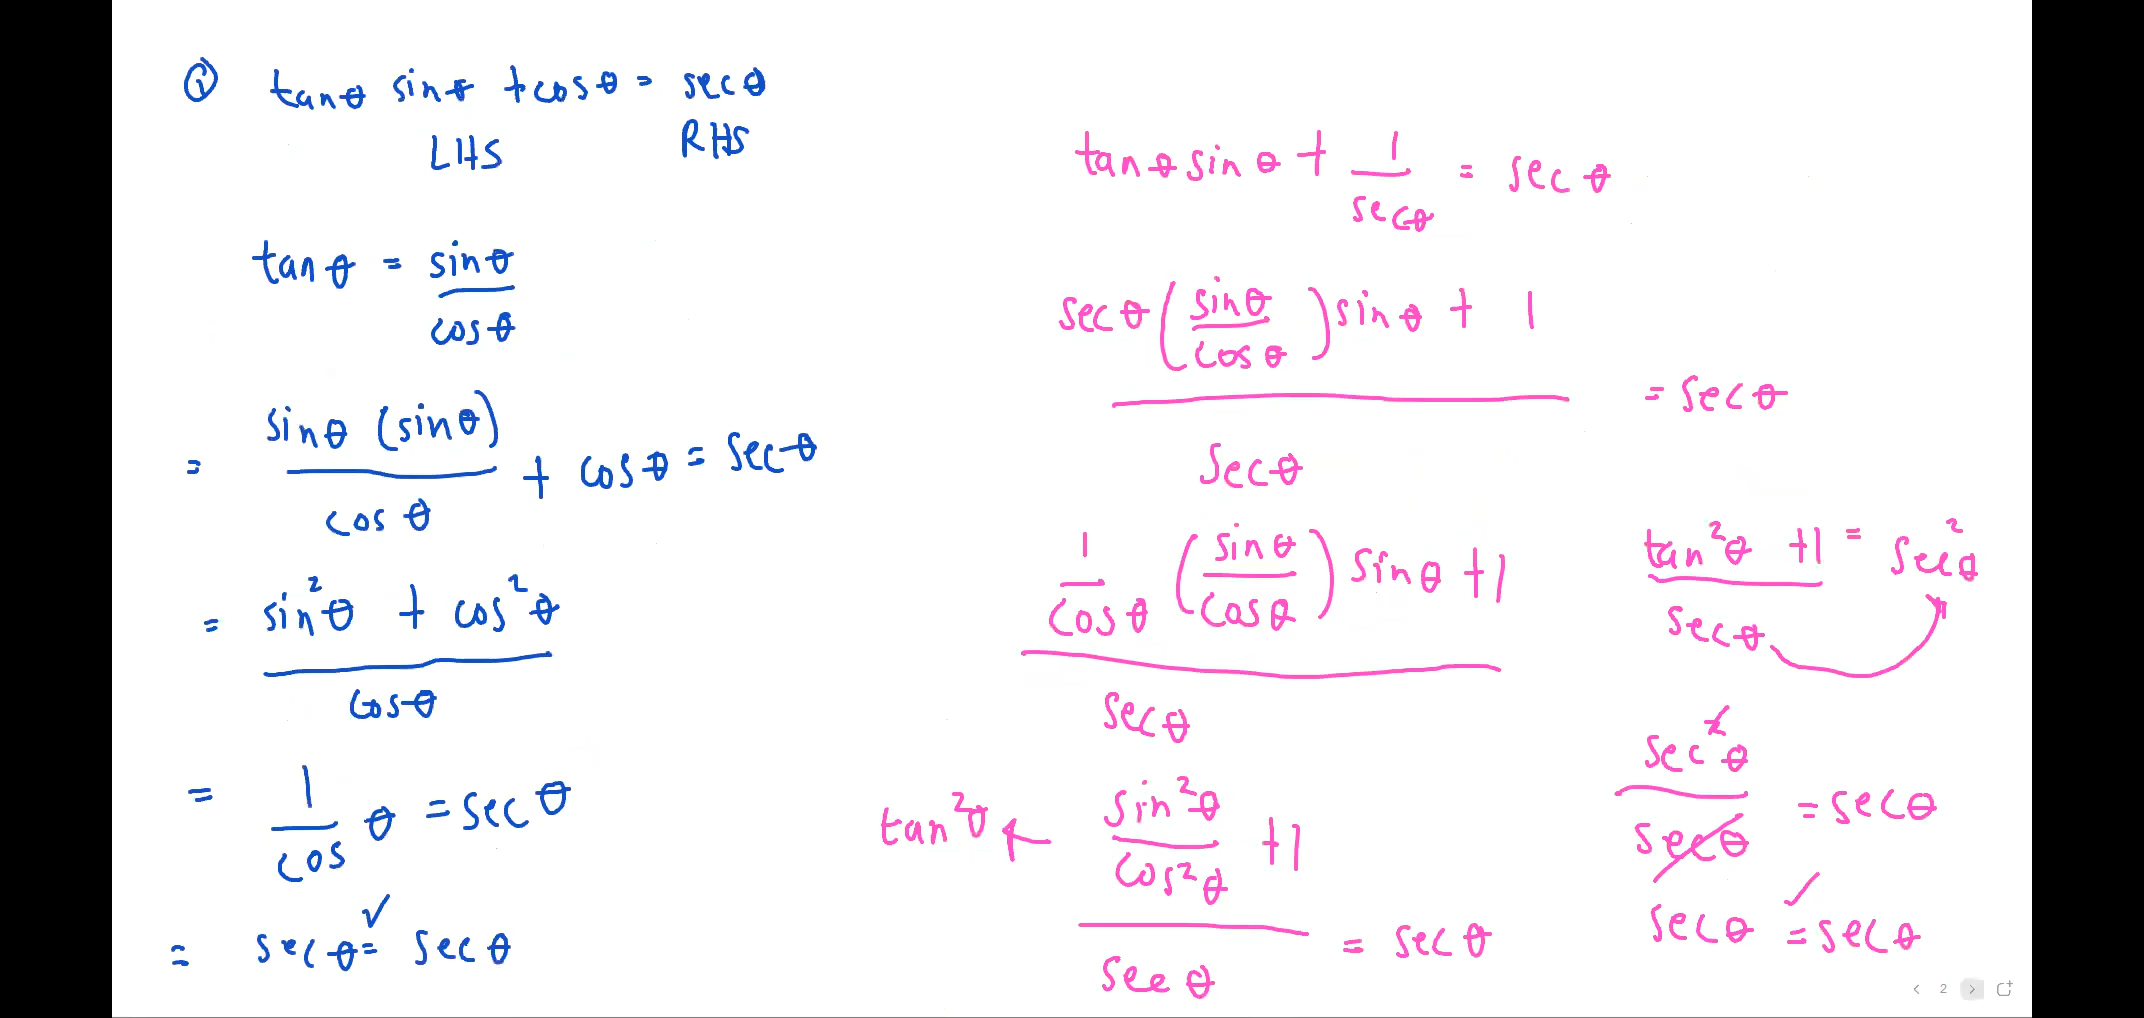 ① tanθ sinθ + cosθ = secθ
LHS RHS
tanθ = sinθ/cosθ
= sinθ (sinθ)/cosθ + cosθ = secθ
= sin²θ + cos²θ/cosθ
= 1/cos θ = sec θ
= secθ = secθ ✓
tanθ sinθ + 1/secθ = secθ
secθ (sinθ/cosθ) sinθ + 1/secθ = secθ
1/cosθ (sinθ/cosθ) sinθ + 1/secθ
tan²θ ← sin²θ/cos²θ + 1/secθ = secθ
tan²θ + 1/secθ = sec²θ
sec²θ/secθ = secθ
secθ = secθ ✓
2